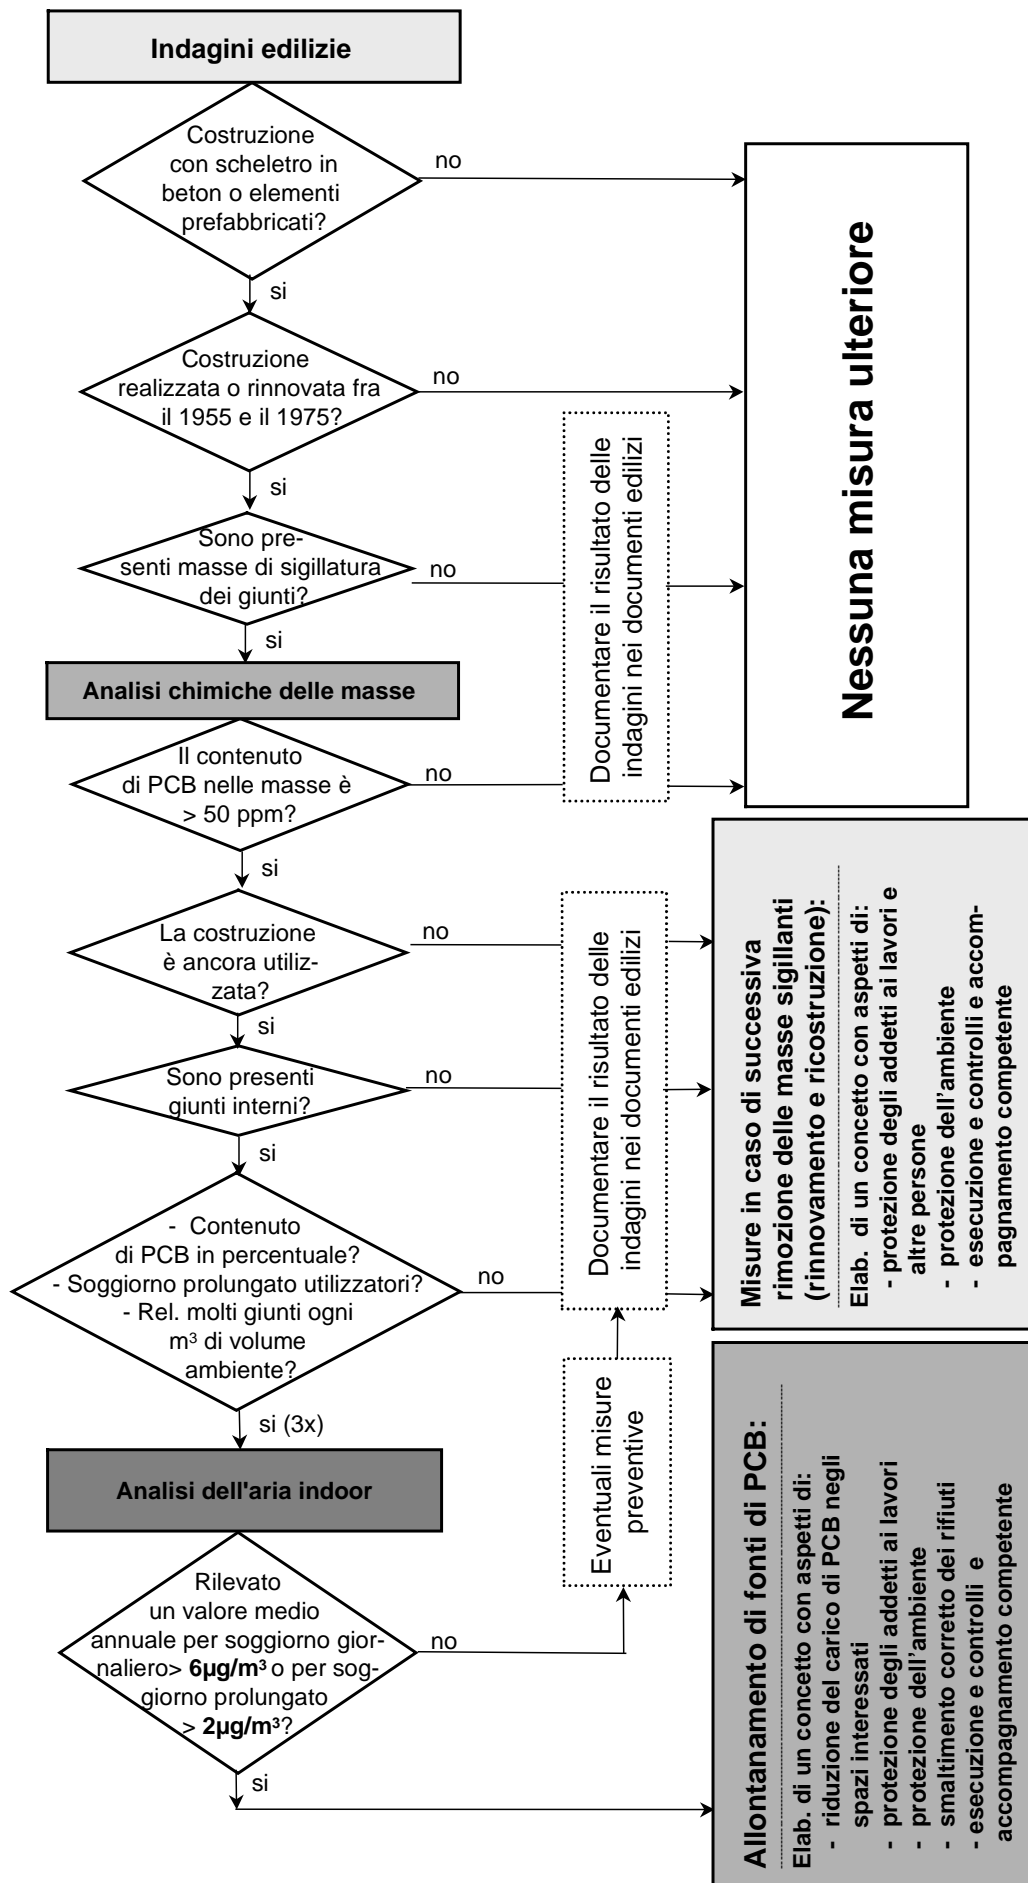 Indagini edilizie
Costruzione
con scheletro in
beton o elementi
prefabbricati?
no
si
Costruzione
realizzata o rinnovata fra
il 1955 e il 1975?
no
si
Sono pre-
senti masse di sigillatura
dei giunti?
no
si
Documentare il risultato delle
indagini nei documenti edilizi
Nessuna misura ulteriore
Analisi chimiche delle masse
Il contenuto
di PCB nelle masse è
> 50 ppm?
no
si
La costruzione
è ancora utiliz-
zata?
no
si
Sono presenti
giunti interni?
no
si
- Contenuto
di PCB in percentuale?
- Soggiorno prolungato utilizzatori?
- Rel. molti giunti ogni
m³ di volume
ambiente?
no
si (3x)
Documentare il risultato delle
indagini nei documenti edilizi
Misure in caso di successiva
rimozione delle masse sigillanti
(rinnovamento e ricostruzione):
Elab. di un concetto con aspetti di:
- protezione degli addetti ai lavori e
altre persone
- protezione dell'ambiente
- esecuzione e controlli e accom-
pagnamento competente
Analisi dell'aria indoor
Eventuali misure
preventive
Rilevato
un valore medio
annuale per soggiorno gior-
naliero> 6µg/m³ o per sog-
giorno prolungato
> 2µg/m³?
no
si
Allontanamento di fonti di PCB:
Elab. di un concetto con aspetti di:
- riduzione del carico di PCB negli
spazi interessati
- protezione degli addetti ai lavori
- protezione dell'ambiente
- smaltimento corretto dei rifiuti
- esecuzione e controlli e
accompagnamento competente